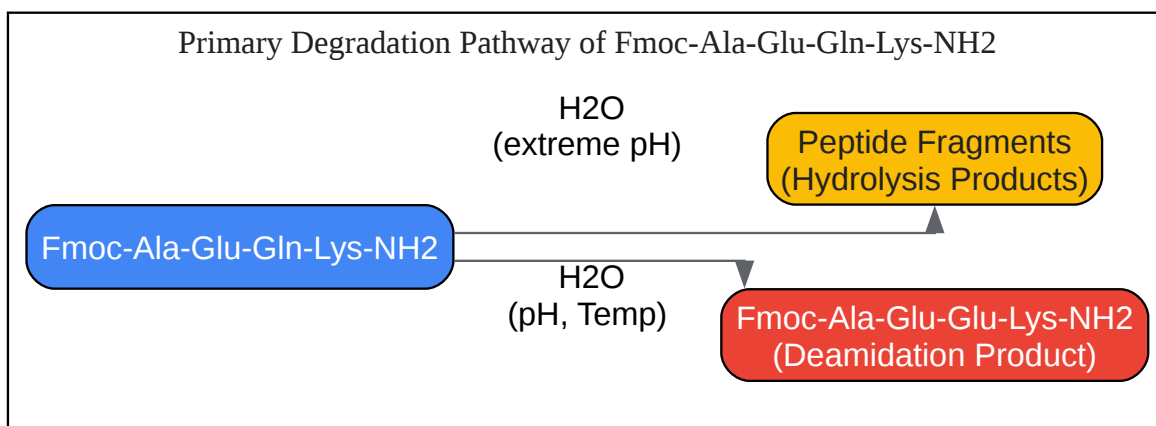 Primary Degradation Pathway of Fmoc-Ala-Glu-Gln-Lys-NH2
H2O
(extreme pH)
Peptide Fragments
(Hydrolysis Products)
Fmoc-Ala-Glu-Gln-Lys-NH2
H2O
(pH, Temp)
Fmoc-Ala-Glu-Glu-Lys-NH2
(Deamidation Product)